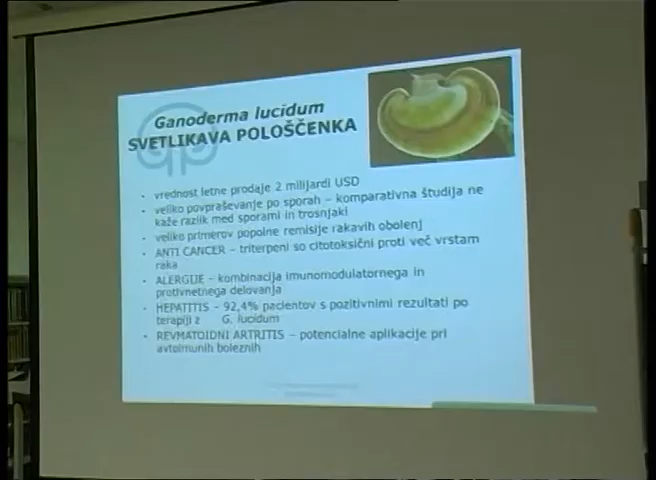 Ganoderma lucidum
SVETLIKAVA POLOŠČENKA
• vrednost letne prodaje 2 milijardi USD
• veliko povpraševanje po sporah – komparativna študija ne
kaže razlik med sporami in trosnjaki
• veliko primerov popolne remisije rakavih obolenj
• ANTI CANCER – triterpeni so citotoksični proti več vrstam
raka
• ALERGIJE – kombinacija imunomodulatornega in
protivnetnega delovanja
• HEPATITIS – 92,4% pacientov s pozitivnimi rezultati po
terapiji z G. lucidum
• REVMATOIDNI ARTRITIS – potencialne aplikacije pri
avtoimunih boleznih